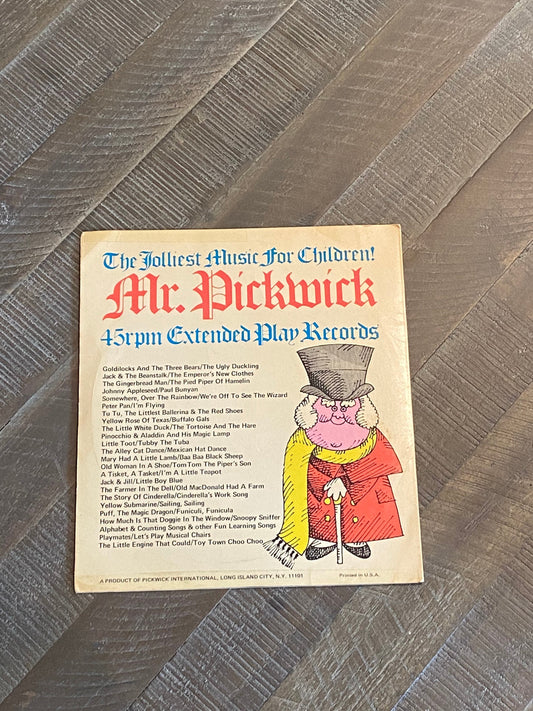 The Jolliest Music For Children!
Mr. Pickwick
45rpm Extended Play Records
Goldilocks And The Three Bears/The Ugly Duckling
Jack & The Beanstalk/The Emperor's New Clothes
The Gingerbread Man/The Pied Piper Of Hamelin
Johnny Appleseed/Paul Bunyan
Somewhere, Over The Rainbow/We're Off To See The Wizard
Peter Pan/I'm Flying
Tu Tu, The Littlest Ballerina & The Red Shoes
Yellow Rose Of Texas/Buffalo Gals
The Little White Duck/The Tortoise And The Hare
Pinocchio & Aladdin And His Magic Lamp
Little Toot/Tubby The Tuba
The Alley Cat Dance/Mexican Hat Dance
Mary Had A Little Lamb/Baa Baa Black Sheep
Old Woman In A Shoe/Tom Tom The Piper's Son
A Tisket, A Tasket/I'm A Little Teapot
Jack & Jill/Little Boy Blue
The Farmer In The Dell/Old MacDonald Had A Farm
The Story Of Cinderella/Cinderella's Work Song
Yellow Submarine/Sailing, Sailing
Puff, The Magic Dragon/Funiculi, Funicula
How Much Is That Doggie In The Window/Snoopy Sniffer
Alphabet & Counting Songs & other Fun Learning Songs
Playmates/Let's Play Musical Chairs
The Little Engine That Could/Toy Town Choo Choo
A PRODUCT OF PICKWICK INTERNATIONAL, LONG ISLAND CITY, N.Y. 11101
Printed in U.S.A.